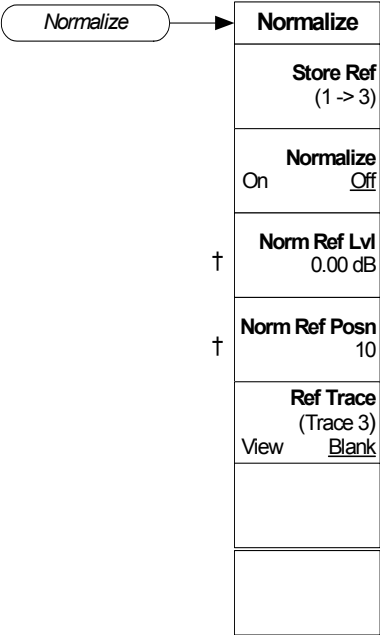 Normalize
Normalize
Store Ref
(1 -> 3)
Normalize
On Off
† Norm Ref Lvl
0.00 dB
† Norm Ref Posn
10
Ref Trace
(Trace 3)
View Blank